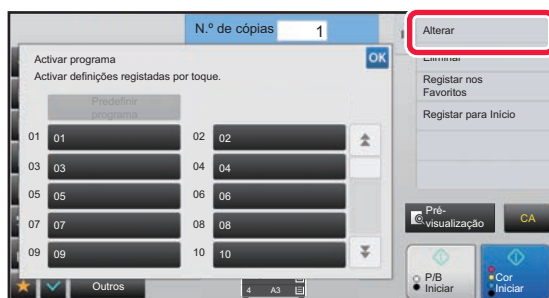 N.º de cópias 1
Activar programa
OK
Activar definições registadas por toque.
Predefinir
programa
01 01
02 02
03 03
04 04
05 05
06 06
07 07
08 08
09 09
10 10
Outros
4 A3
Alterar
Eliminar
Registar nos
Favoritos
Registar para Início
Pré-
visualização
CA
P/B
Iniciar
Cor
Iniciar